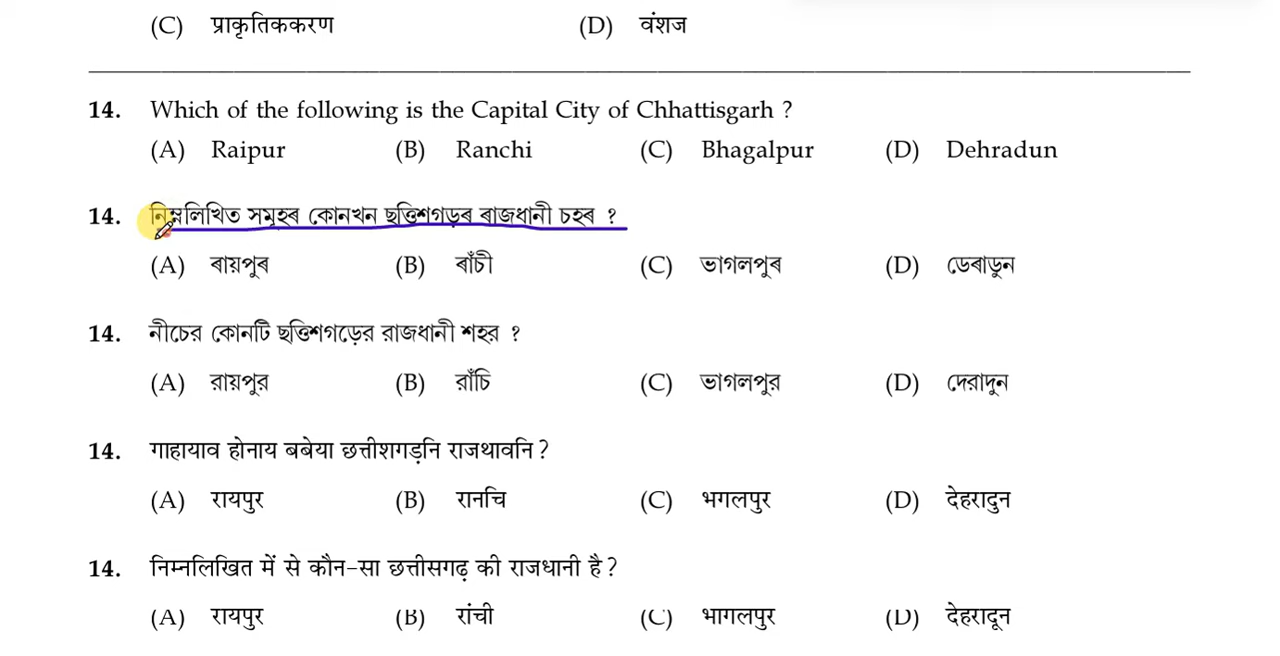 (C) प्राकृतिककरण (D) वंशज
14. Which of the following is the Capital City of Chhattisgarh ?
(A) Raipur (B) Ranchi (C) Bhagalpur (D) Dehradun
14. নিম্নলিখিত সমূহৰ কোনখন ছত্তিশগড়ৰ ৰাজধানী চহৰ ?
(A) ৰায়পুৰ (B) ৰাঁচী (C) ভাগলপুৰ (D) ডেৰাডুন
14. নীচের কোনটি ছত্তিশগড়ের রাজধানী শহর ?
(A) রায়পুর (B) রাঁচি (C) ভাগলপুর (D) দেরাদুন
14. गाहायाव होनाय बबेया छत्तीशगड़नि राजथावनि ?
(A) रायपुर (B) रानचि (C) भगलपुर (D) देहरादुन
14. निम्नलिखित में से कौन-सा छत्तीसगढ़ की राजधानी है ?
(A) रायपुर (B) रांची (C) भागलपुर (D) देहरादून